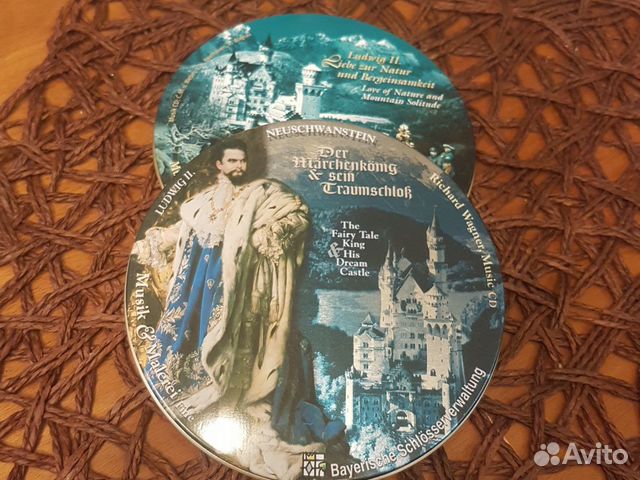 Ludwig II.
Liebe zur Natur
und Bergeinsamkeit
Love of Nature and
Mountain Solitude
NEUSCHWANSTEIN
LUDWIG II.
Der
Märchenkönig
& sein
Traumschloß
The
Fairy Tale
King
& His
Dream
Castle
Richard Wagner, Music CD
Musik & Malerei
Bayerische Schlösserverwaltung
Avito